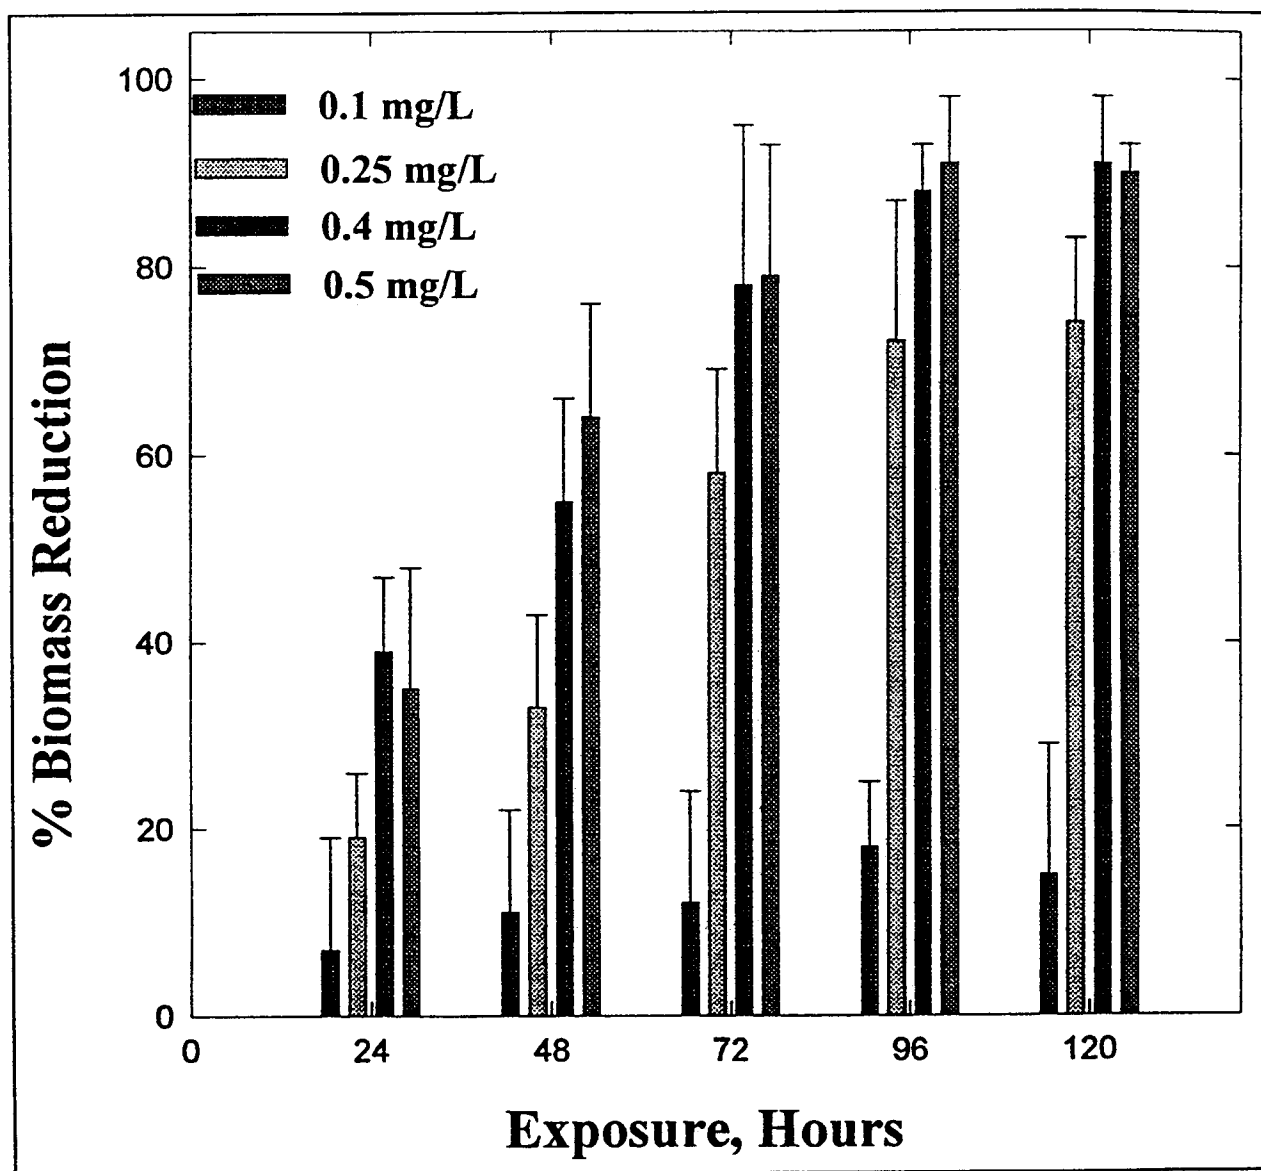 % Biomass Reduction
100
80
60
40
20
0
0.1 mg/L
0.25 mg/L
0.4 mg/L
0.5 mg/L
0 24 48 72 96 120
Exposure, Hours